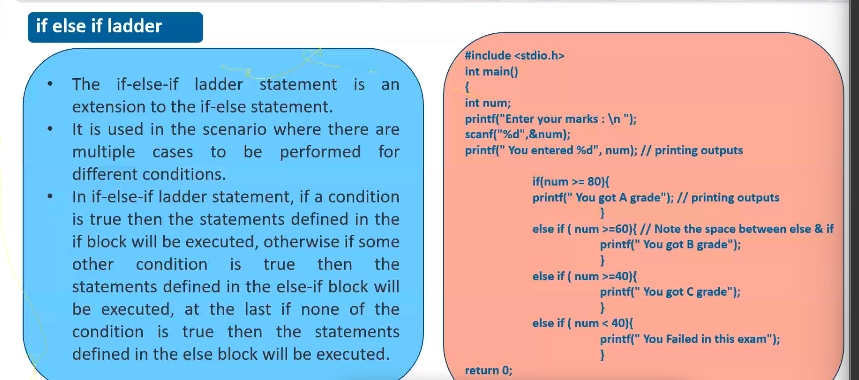 if else if ladder
• The if-else-if ladder statement is an
extension to the if-else statement.
• It is used in the scenario where there are
multiple cases to be performed for
different conditions.
• In if-else-if ladder statement, if a condition
is true then the statements defined in the
if block will be executed, otherwise if some
other condition is true then the
statements defined in the else-if block will
be executed, at the last if none of the
condition is true then the statements
defined in the else block will be executed.
#include <stdio.h>
int main()
{
int num;
printf("Enter your marks : \n ");
scanf("%d",&num);
printf(" You entered %d", num); // printing outputs
if(num >= 80){
printf(" You got A grade"); // printing outputs
}
else if ( num >=60){ // Note the space between else & if
printf(" You got B grade");
}
else if ( num >=40){
printf(" You got C grade");
}
else if ( num < 40){
printf(" You Failed in this exam");
}
return 0;